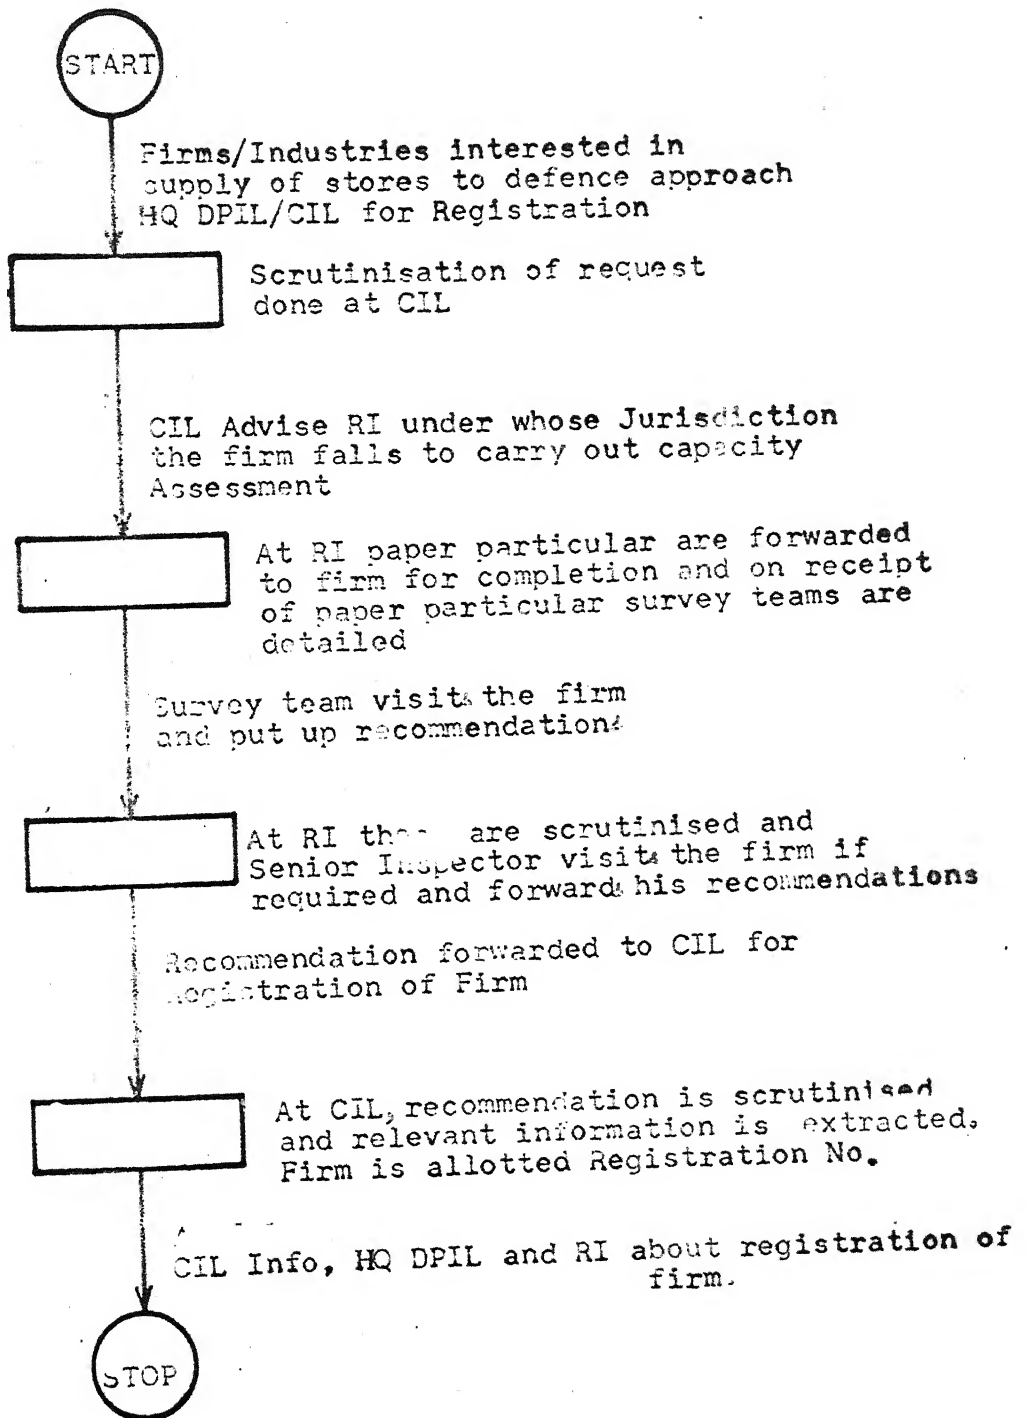 START
Firms/Industries interested in
supply of stores to defence approach
HQ DPIL/CIL for Registration
Scrutinisation of request
done at CIL
CIL Advise RI under whose Jurisdiction
the firm falls to carry out capacity
Assessment
At RI paper particular are forwarded
to firm for completion and on receipt
of paper particular survey teams are
detailed
Survey team visits the firm
and put up recommendations
At RI are scrutinised and
Senior Inspector visits the firm if
required and forwards his recommendations
Recommendation forwarded to CIL for
Registration of Firm
At CIL, recommendation is scrutinised
and relevant information is extracted.
Firm is allotted Registration No.
CIL Info, HQ DPIL and RI about registration of
firm.
STOP